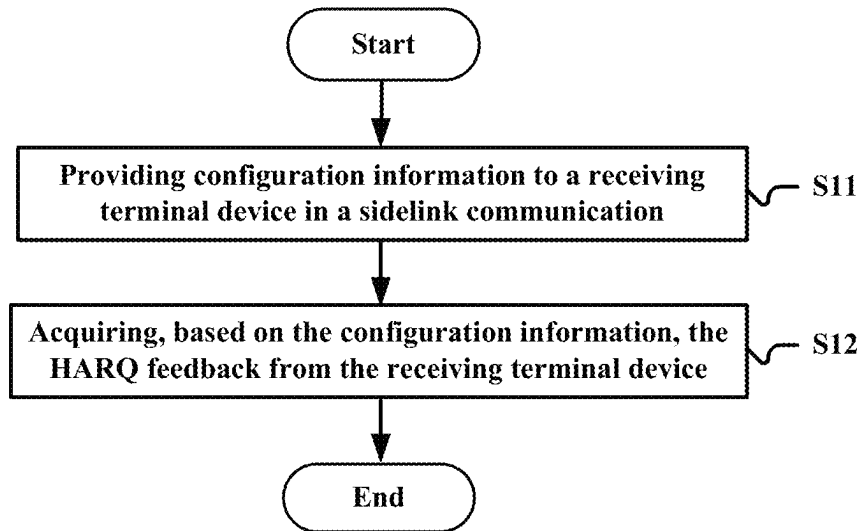 Start
Providing configuration information to a receiving
terminal device in a sidelink communication
S11
Acquiring, based on the configuration information, the
HARQ feedback from the receiving terminal device
S12
End